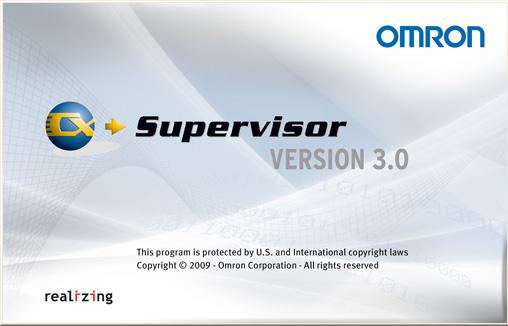 OMRON
CX Supervisor
VERSION 3.0
This program is protected by U.S. and International copyright laws
Copyright © 2009 - Omron Corporation - All rights reserved
realizing